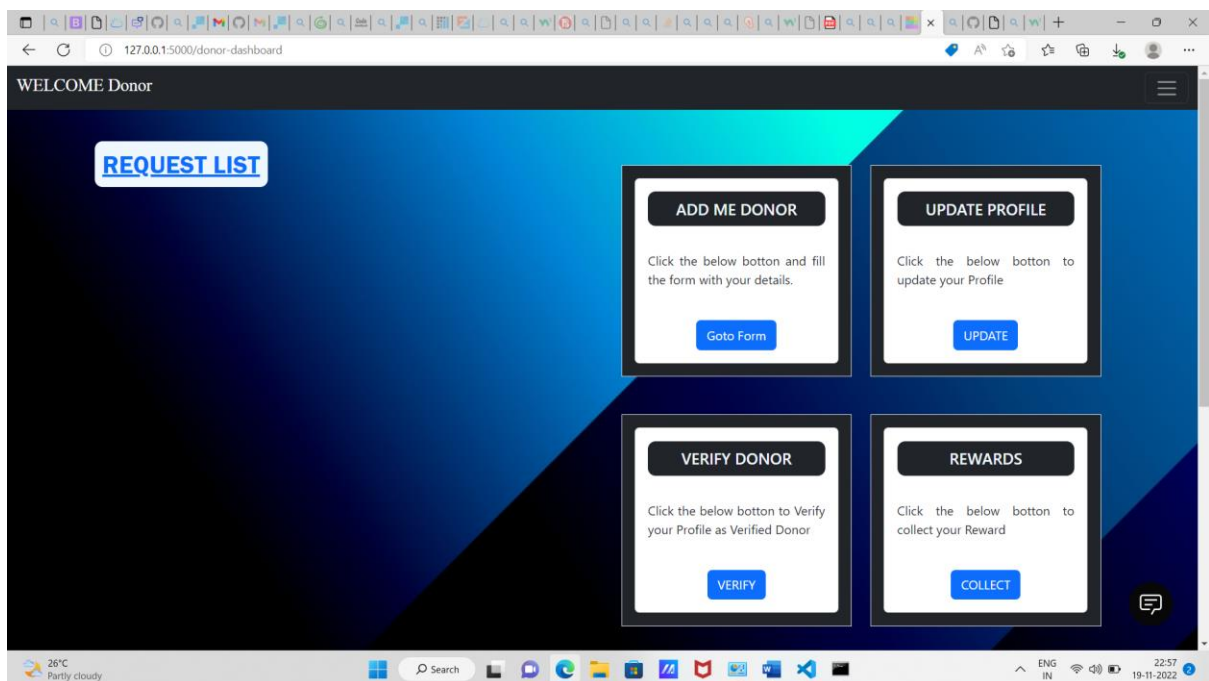 127.0.0.1:5000/donor-dashboard
WELCOME Donor
REQUEST LIST
ADD ME DONOR
Click the below botton and fill
the form with your details.
Goto Form
UPDATE PROFILE
Click the below botton to
update your Profile
UPDATE
VERIFY DONOR
Click the below botton to Verify
your Profile as Verified Donor
VERIFY
REWARDS
Click the below botton to
collect your Reward
COLLECT
26°C
Partly cloudy
Search
ENG
IN
22:57
19-11-2022
2